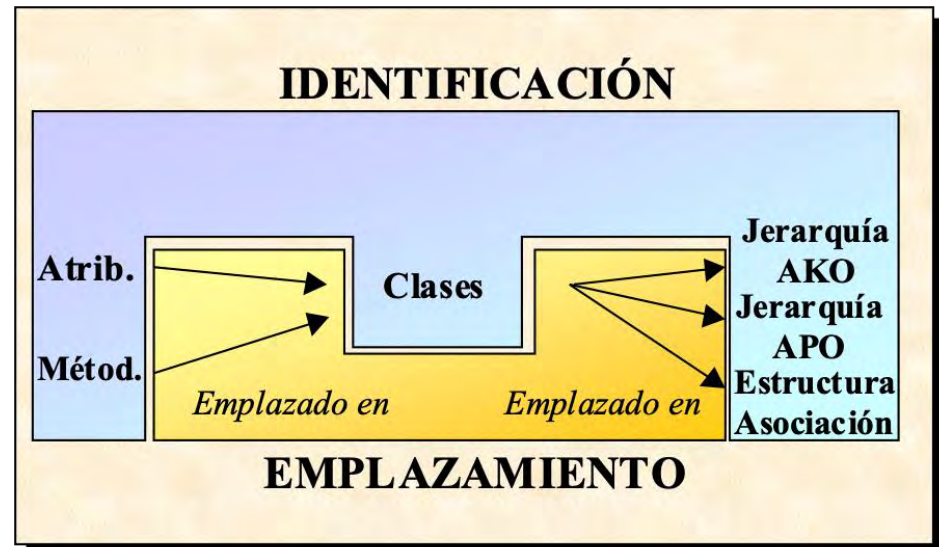 IDENTIFICACIÓN
Atrib.
Métod.
Clases
Jerarquía
AKO
Jerarquía
APO
Estructura
Asociación
Emplazado en
Emplazado en
EMPLAZAMIENTO